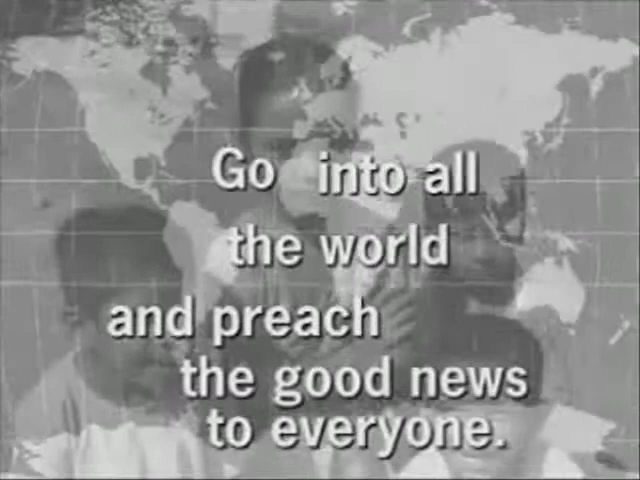 Go into all
the world
and preach
the good news
to everyone.